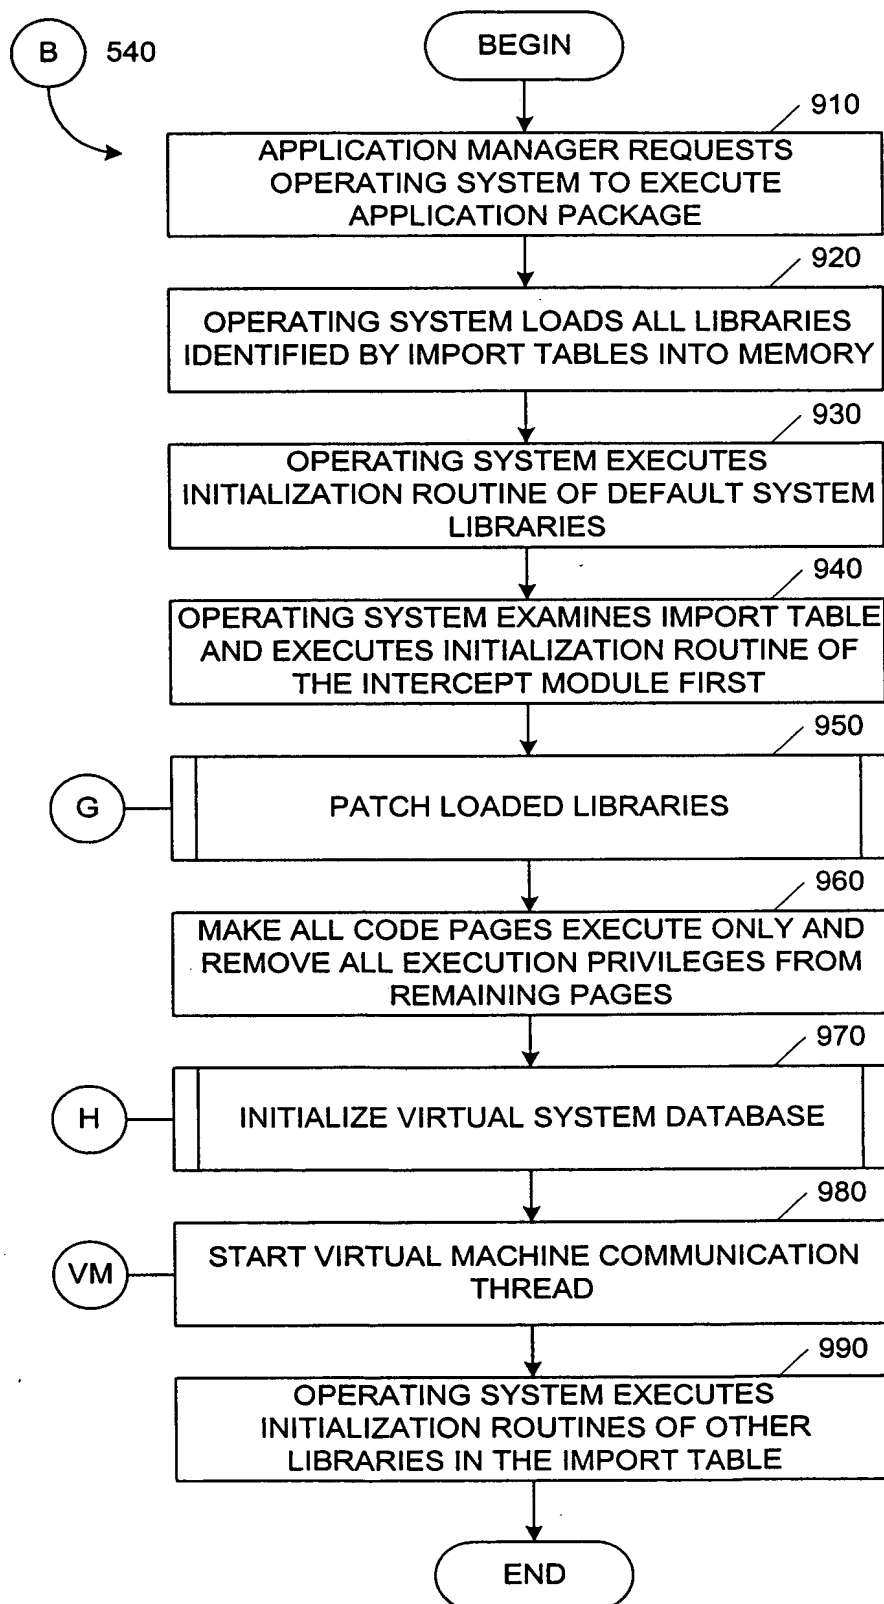 B 540
BEGIN
910
APPLICATION MANAGER REQUESTS
OPERATING SYSTEM TO EXECUTE
APPLICATION PACKAGE
920
OPERATING SYSTEM LOADS ALL LIBRARIES
IDENTIFIED BY IMPORT TABLES INTO MEMORY
930
OPERATING SYSTEM EXECUTES
INITIALIZATION ROUTINE OF DEFAULT SYSTEM
LIBRARIES
940
OPERATING SYSTEM EXAMINES IMPORT TABLE
AND EXECUTES INITIALIZATION ROUTINE OF
THE INTERCEPT MODULE FIRST
950
G
PATCH LOADED LIBRARIES
960
MAKE ALL CODE PAGES EXECUTE ONLY AND
REMOVE ALL EXECUTION PRIVILEGES FROM
REMAINING PAGES
970
H
INITIALIZE VIRTUAL SYSTEM DATABASE
980
VM
START VIRTUAL MACHINE COMMUNICATION
THREAD
990
OPERATING SYSTEM EXECUTES
INITIALIZATION ROUTINES OF OTHER
LIBRARIES IN THE IMPORT TABLE
END